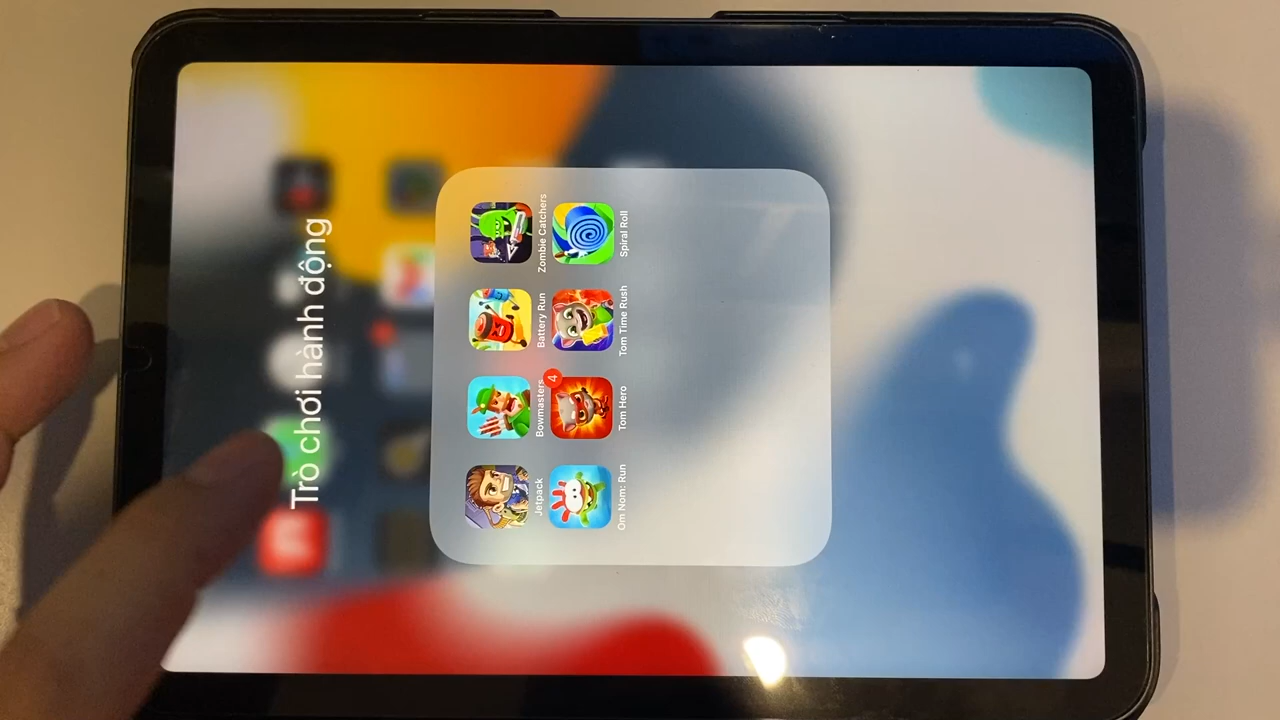 Trò chơi hành động
Jetpack
Bowmasters
Battery Run
Zombie Catchers
Om Nom: Run
4
Tom Hero
Tom Time Rush
Spiral Roll